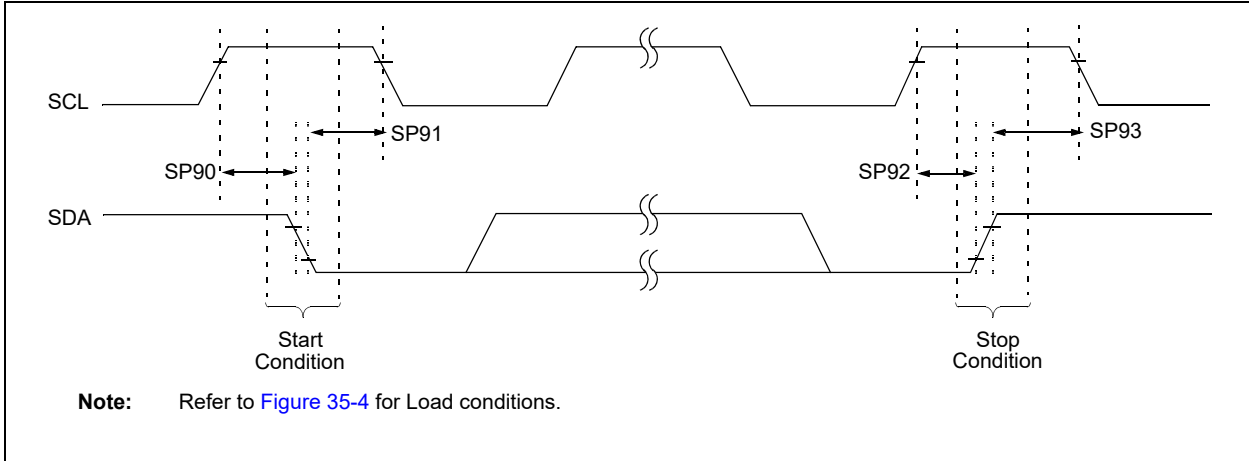 SCL
SP91
SP93
SP90
SP92
SDA
Start
Condition
Stop
Condition
Note: Refer to Figure 35-4 for Load conditions.